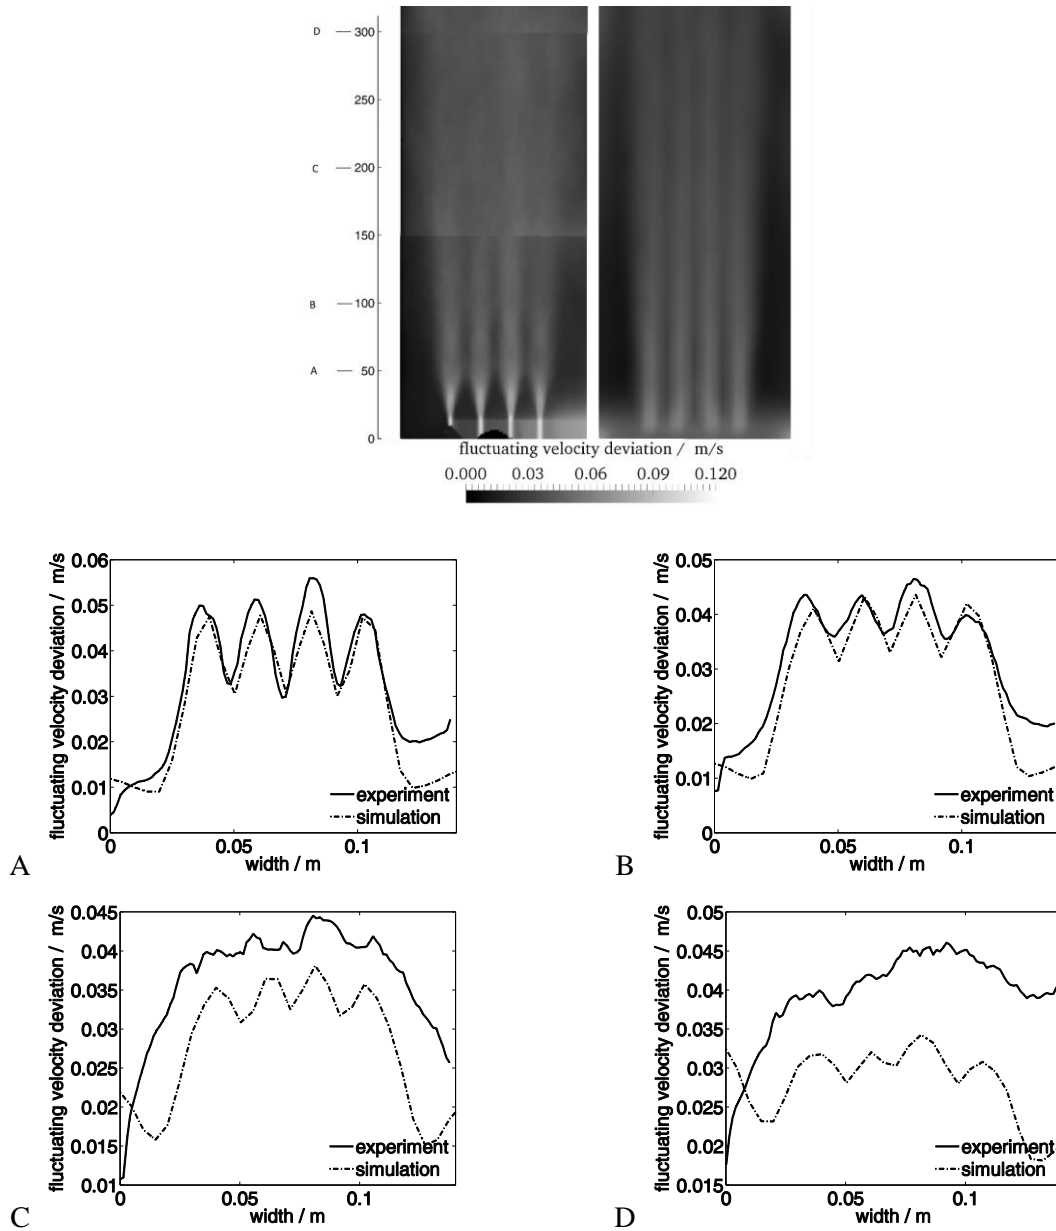 D 300
250
C 200
150
B 100
A 50
0
fluctuating velocity deviation / m/s
0.000 0.03 0.06 0.09 0.120
fluctuating velocity deviation / m/s
0.06
0.05
0.04
0.03
0.02
0.01
0
0 0.05 0.1
width / m
experiment
simulation
A
fluctuating velocity deviation / m/s
0.05
0.04
0.03
0.02
0.01
0
0 0.05 0.1
width / m
experiment
simulation
B
fluctuating velocity deviation / m/s
0.045
0.04
0.035
0.03
0.025
0.02
0.015
0.01
0 0.05 0.1
width / m
experiment
simulation
C
fluctuating velocity deviation / m/s
0.05
0.045
0.04
0.035
0.03
0.025
0.02
0.015
0 0.05 0.1
width / m
experiment
simulation
D